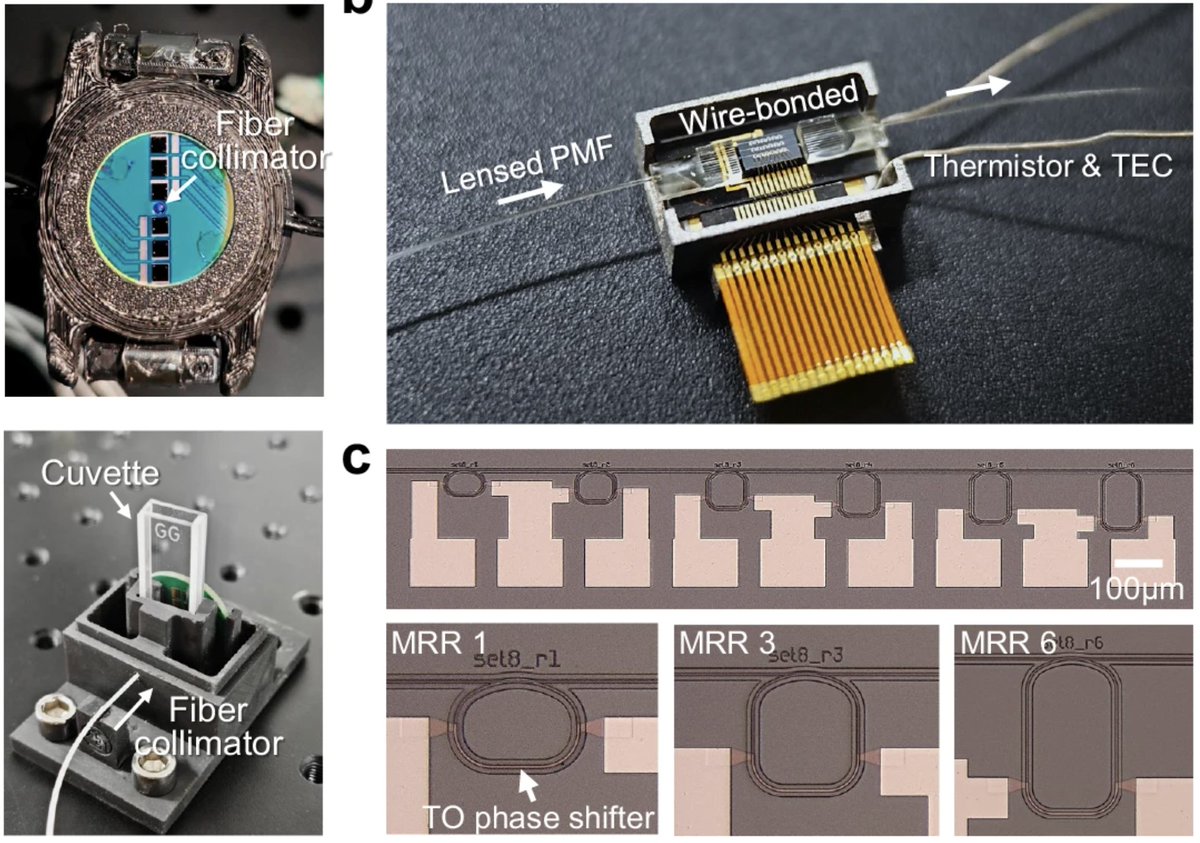 b
Fiber
collimator
Wire-bonded
Lensed PMF
Thermistor & TEC
Cuvette
GG
Fiber
collimator
c
set8_r1
set8_r2
set8_r3
set8_r4
set8_r5
set8_r6
100µm
MRR 1
set8_r1
TO phase shifter
MRR 3
set8_r3
MRR 6
set8_r6